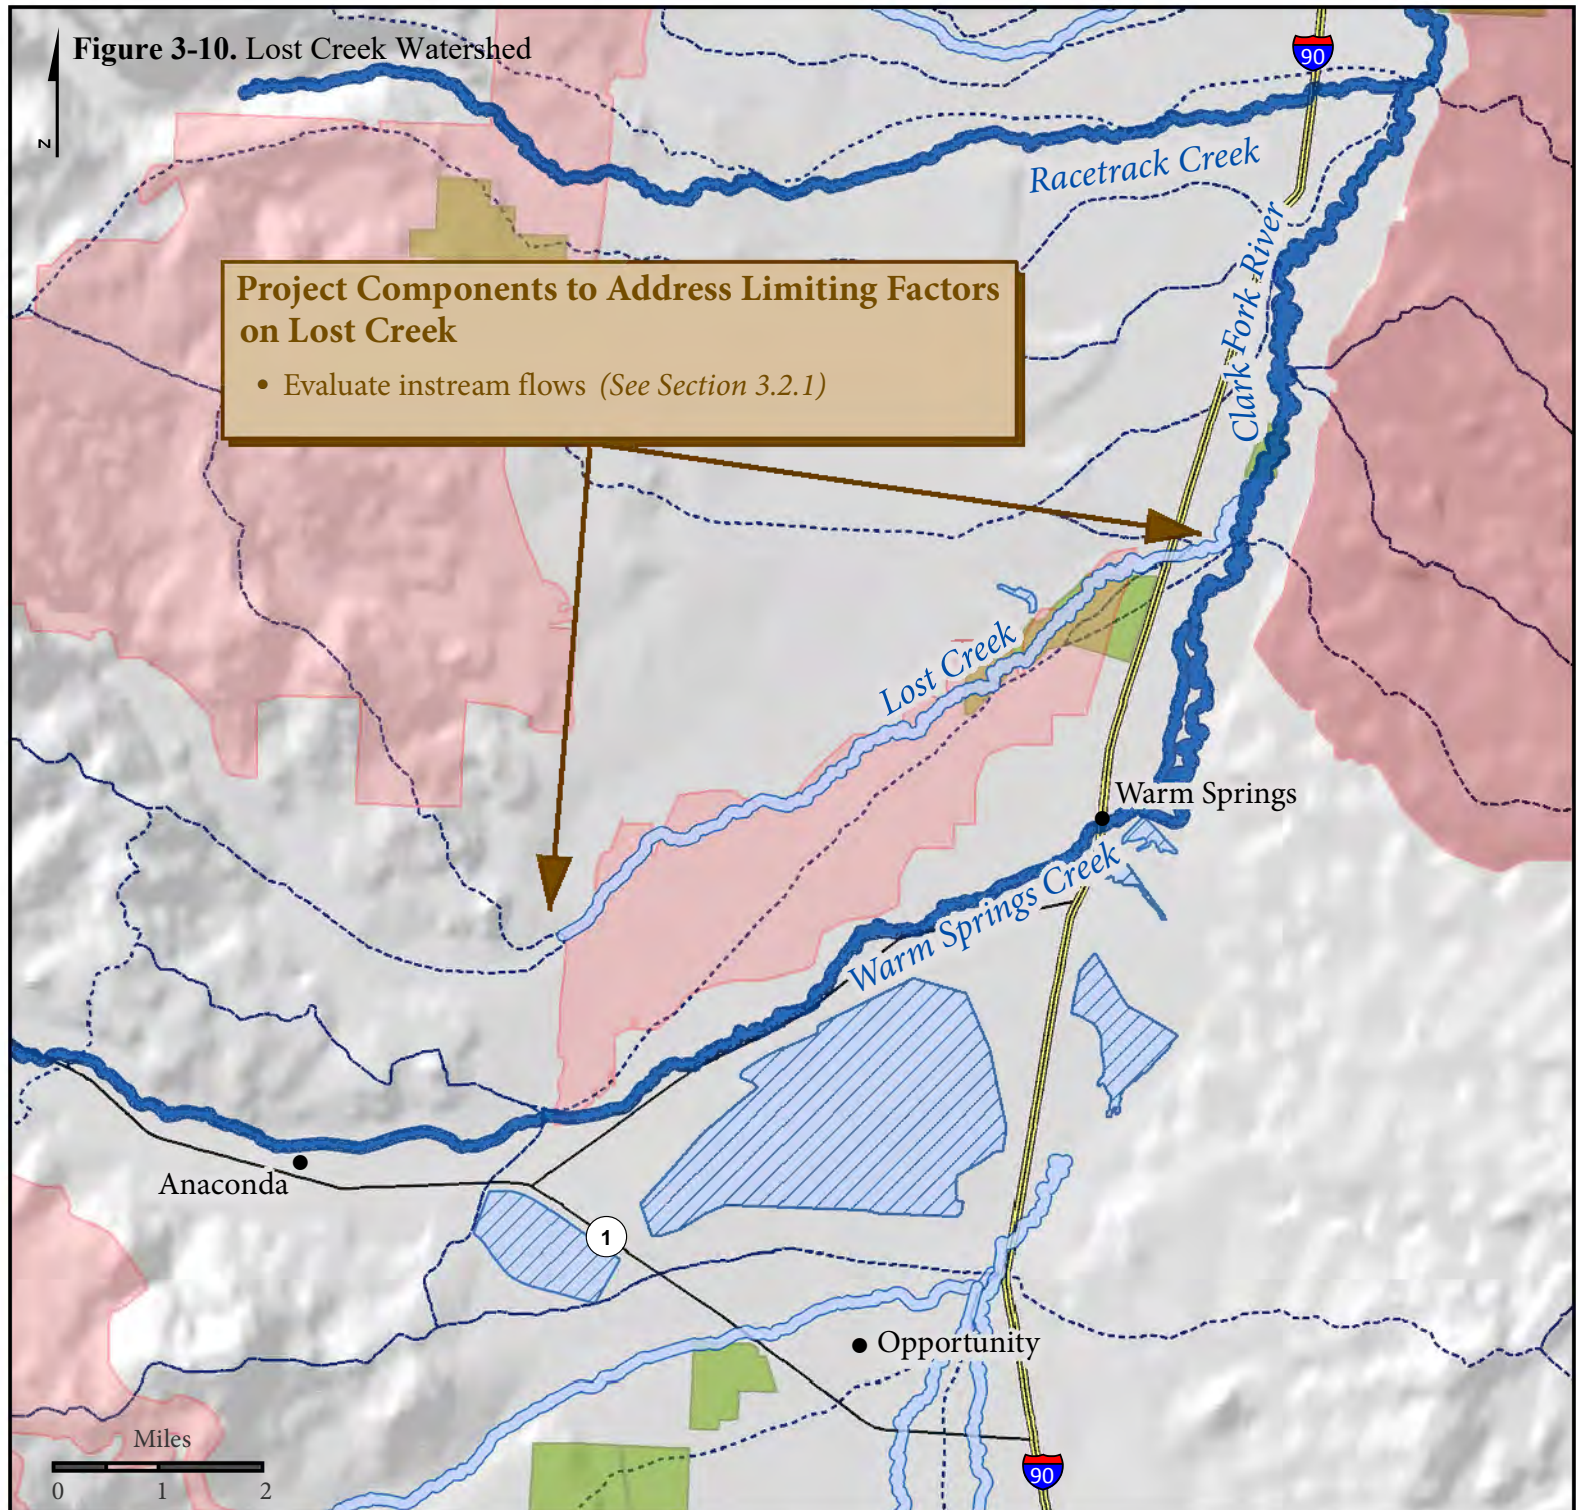 Figure 3-10. Lost Creek Watershed
90
z
Racetrack Creek
Clark Fork River
Project Components to Address Limiting Factors
on Lost Creek
• Evaluate instream flows (See Section 3.2.1)
Lost Creek
Warm Springs
Warm Springs Creek
Anaconda
1
Opportunity
Miles
0 1 2
90